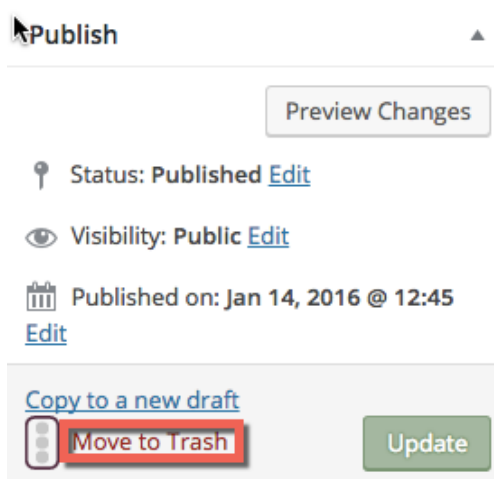 Publish
Preview Changes
Status: Published Edit
Visibility: Public Edit
Published on: Jan 14, 2016 @ 12:45
Edit
Copy to a new draft
Move to Trash
Update